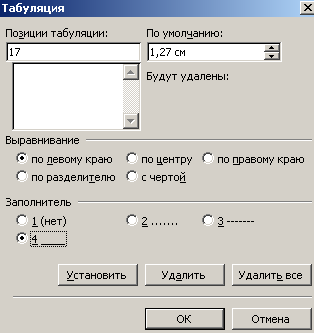 Табуляция
Позиции табуляции:
По умолчанию:
17
1,27 см
Будут удалены:
Выравнивание
по левому краю
по центру
по правому краю
по разделителю
с чертой
Заполнитель
1 (нет)
2 .......
3 -------
4 ____
Установить
Удалить
Удалить все
OK
Отмена